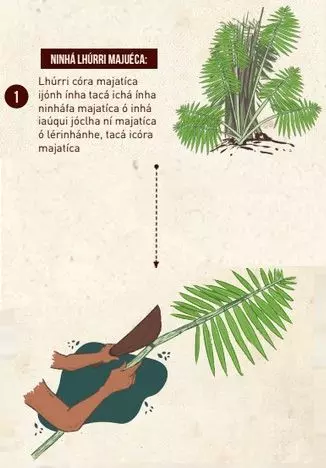 NINHÁ LHÚRRI MAJUÉCA:
1
Lhúrri córa majatíca
ijónh ínha tacá ichá ínha
ninháfa majatíca ó inhá
iaúqui jóclha ní majatíca
ó lérinhánhe, tacá icóra
majatíca